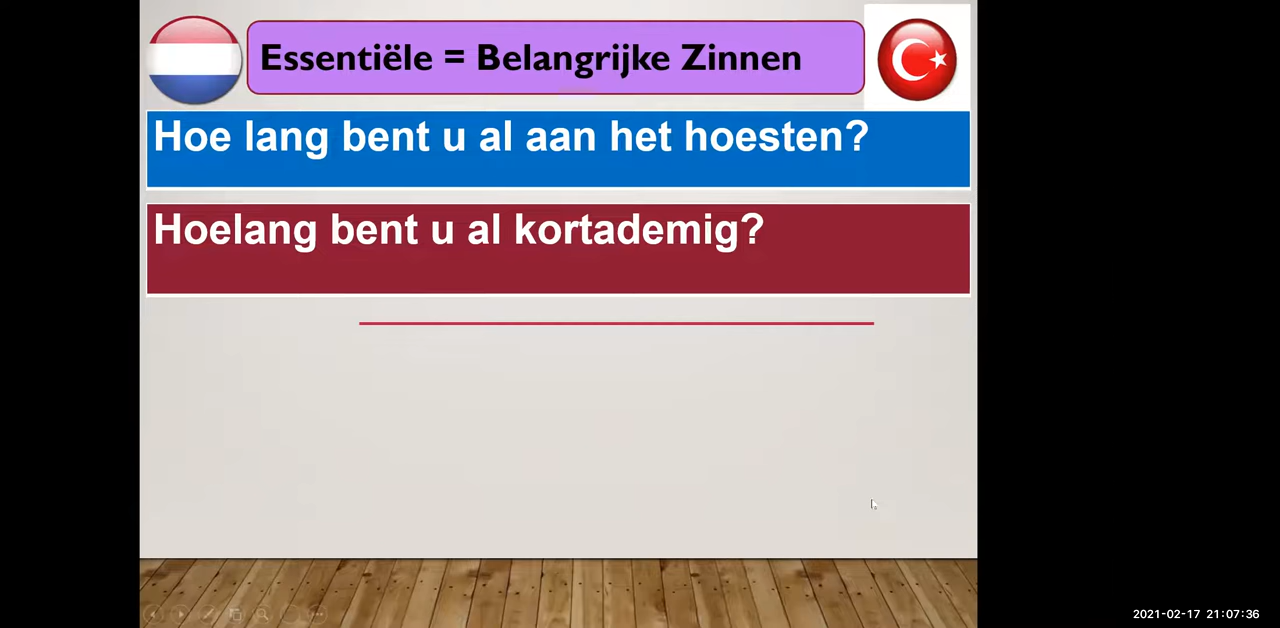 Essentiële = Belangrijke Zinnen
Hoe lang bent u al aan het hoesten?
Hoelang bent u al kortademig?
2021-02-17 21:07:36